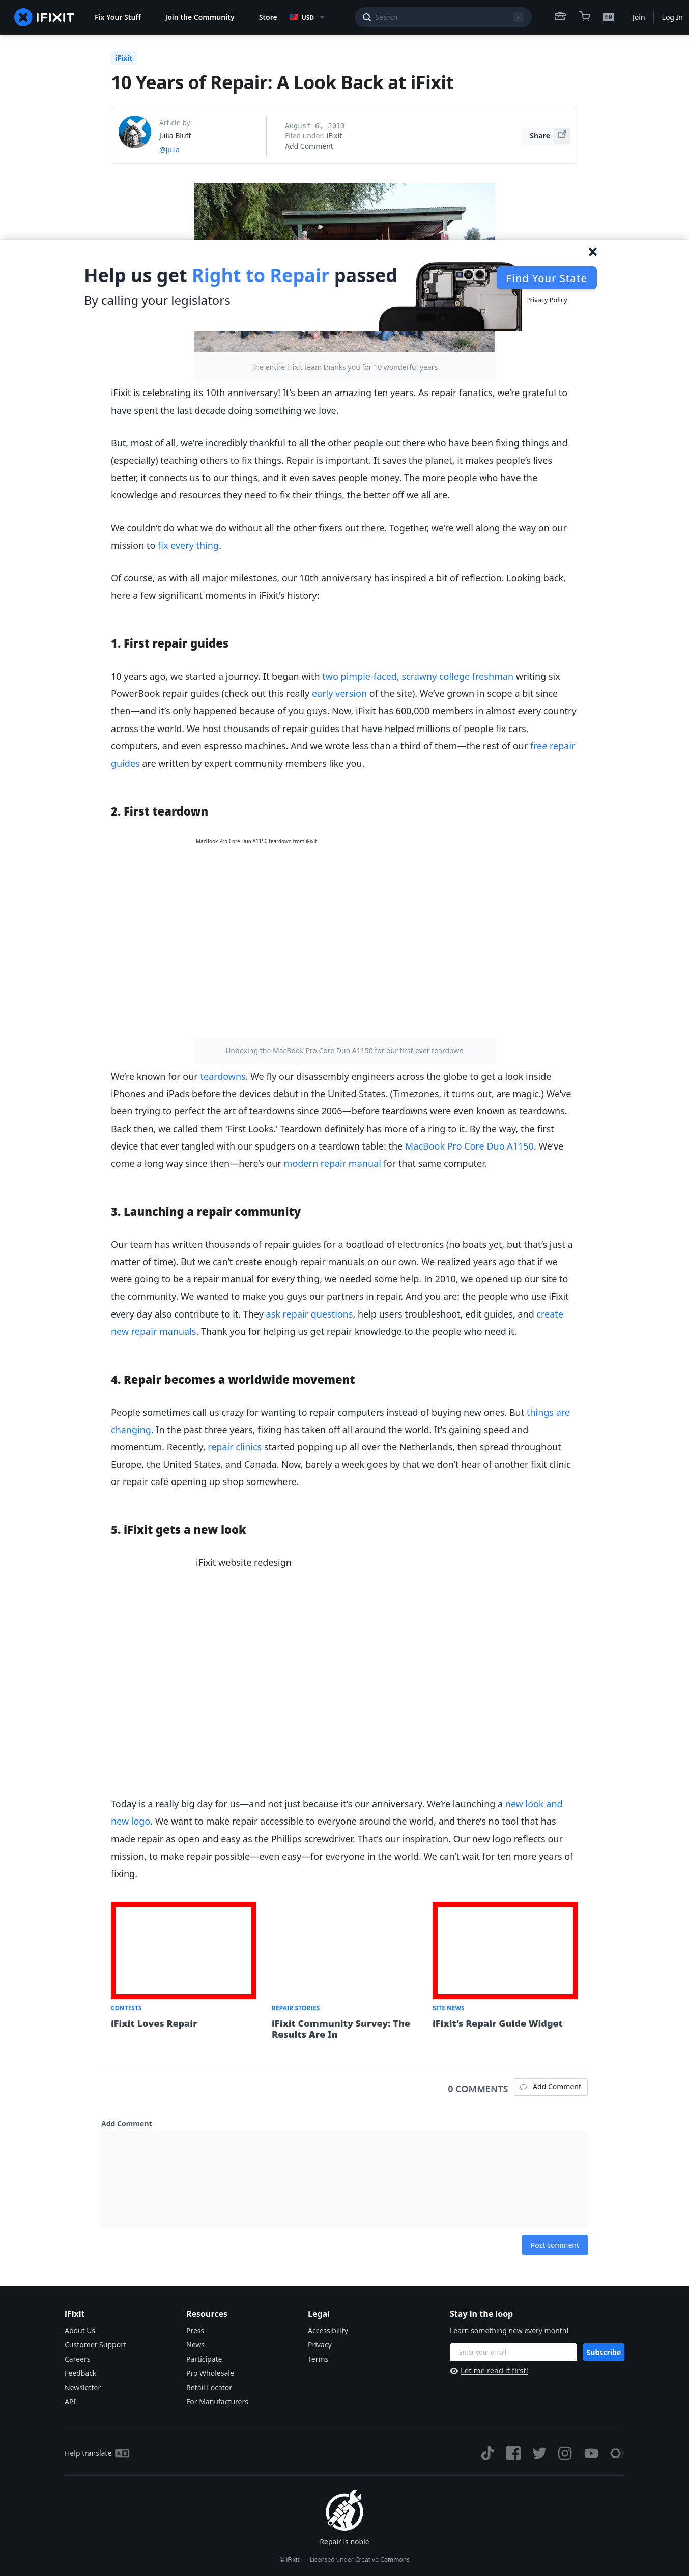 IFIXIT Fix Your Stuff Join the Community Store USD Search / EN Join Log In
iFixit
10 Years of Repair: A Look Back at iFixit
Article by:
Julia Bluff
@julia
August 6, 2013
Filed under: iFixit
Add Comment
Share
Help us get Right to Repair passed
By calling your legislators
Find Your State
Privacy Policy
The entire iFixit team thanks you for 10 wonderful years
iFixit is celebrating its 10th anniversary! It's been an amazing ten years. As repair fanatics, we're grateful to
have spent the last decade doing something we love.
But, most of all, we're incredibly thankful to all the other people out there who have been fixing things and
(especially) teaching others to fix things. Repair is important. It saves the planet, it makes people's lives
better, it connects us to our things, and it even saves people money. The more people who have the
knowledge and resources they need to fix their things, the better off we all are.
We couldn't do what we do without all the other fixers out there. Together, we're well along the way on our
mission to fix every thing.
Of course, as with all major milestones, our 10th anniversary has inspired a bit of reflection. Looking back,
here a few significant moments in iFixit's history:
1. First repair guides
10 years ago, we started a journey. It began with two pimple-faced, scrawny college freshman writing six
PowerBook repair guides (check out this really early version of the site). We've grown in scope a bit since
then—and it's only happened because of you guys. Now, iFixit has 600,000 members in almost every country
across the world. We host thousands of repair guides that have helped millions of people fix cars,
computers, and even espresso machines. And we wrote less than a third of them—the rest of our free repair
guides are written by expert community members like you.
2. First teardown
MacBook Pro Core Duo A1150 teardown from iFixit
Unboxing the MacBook Pro Core Duo A1150 for our first-ever teardown
We're known for our teardowns. We fly our disassembly engineers across the globe to get a look inside
iPhones and iPads before the devices debut in the United States. (Timezones, it turns out, are magic.) We've
been trying to perfect the art of teardowns since 2006—before teardowns were even known as teardowns.
Back then, we called them 'First Looks.' Teardown definitely has more of a ring to it. By the way, the first
device that ever tangled with our spudgers on a teardown table: the MacBook Pro Core Duo A1150. We've
come a long way since then—here's our modern repair manual for that same computer.
3. Launching a repair community
Our team has written thousands of repair guides for a boatload of electronics (no boats yet, but that's just a
matter of time). But we can't create enough repair manuals on our own. We realized years ago that if we
were going to be a repair manual for every thing, we needed some help. In 2010, we opened up our site to
the community. We wanted to make you guys our partners in repair. And you are: the people who use iFixit
every day also contribute to it. They ask repair questions, help users troubleshoot, edit guides, and create
new repair manuals. Thank you for helping us get repair knowledge to the people who need it.
4. Repair becomes a worldwide movement
People sometimes call us crazy for wanting to repair computers instead of buying new ones. But things are
changing. In the past three years, fixing has taken off all around the world. It's gaining speed and
momentum. Recently, repair clinics started popping up all over the Netherlands, then spread throughout
Europe, the United States, and Canada. Now, barely a week goes by that we don't hear of another fixit clinic
or repair café opening up shop somewhere.
5. iFixit gets a new look
iFixit website redesign
Today is a really big day for us—and not just because it's our anniversary. We're launching a new look and
new logo. We want to make repair accessible to everyone around the world, and there's no tool that has
made repair as open and easy as the Phillips screwdriver. That's our inspiration. Our new logo reflects our
mission, to make repair possible—even easy—for everyone in the world. We can't wait for ten more years of
fixing.
CONTESTS
iFixit Loves Repair
REPAIR STORIES
iFixit Community Survey: The
Results Are In
SITE NEWS
iFixit's Repair Guide Widget
0 COMMENTS
Add Comment
Add Comment
Post comment
iFixit
About Us
Customer Support
Careers
Feedback
Newsletter
API
Resources
Press
News
Participate
Pro Wholesale
Retail Locator
For Manufacturers
Legal
Accessibility
Privacy
Terms
Stay in the loop
Learn something new every month!
Enter your email
Subscribe
Let me read it first!
Help translate
Repair is noble
© iFixit — Licensed under Creative Commons